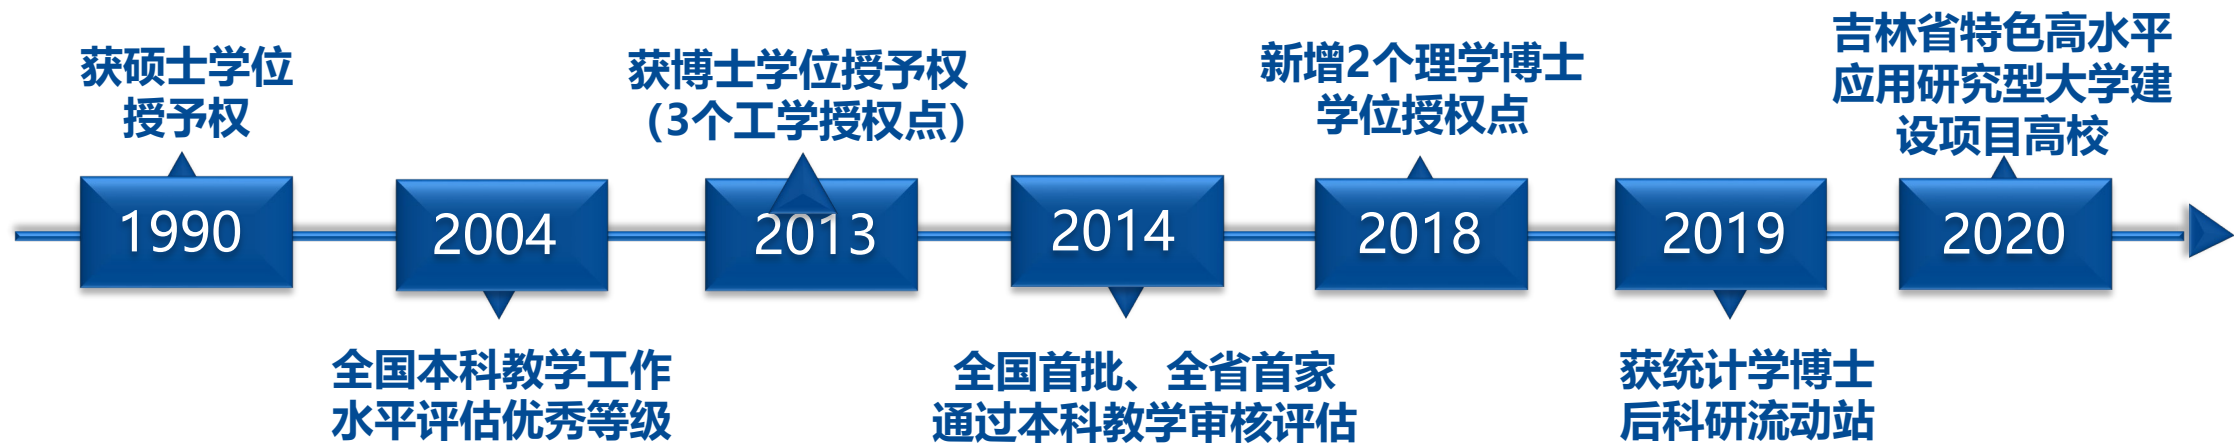 获硕士学位
授予权
1990
2004
全国本科教学工作
水平评估优秀等级
获博士学位授予权
（3个工学授权点）
2013
2014
全国首批、全省首家
通过本科教学审核评估
新增2个理学博士
学位授权点
2018
2019
获统计学博士
后科研流动站
吉林省特色高水平
应用研究型大学建
设项目高校
2020